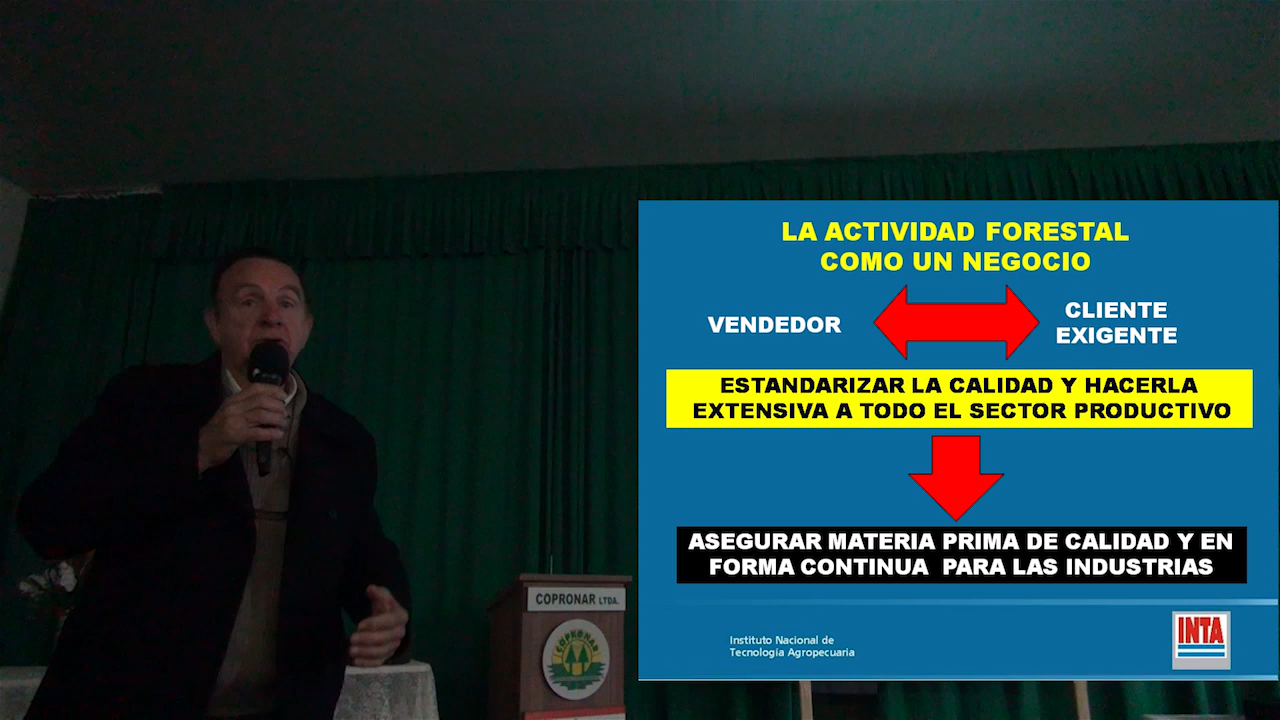 LA ACTIVIDAD FORESTAL
COMO UN NEGOCIO
VENDEDOR
CLIENTE
EXIGENTE
ESTANDARIZAR LA CALIDAD Y HACERLA
EXTENSIVA A TODO EL SECTOR PRODUCTIVO
ASEGURAR MATERIA PRIMA DE CALIDAD Y EN
FORMA CONTINUA PARA LAS INDUSTRIAS
Instituto Nacional de
Tecnología Agropecuaria
INTA
COPRONAR LTDA.
COPRONAR